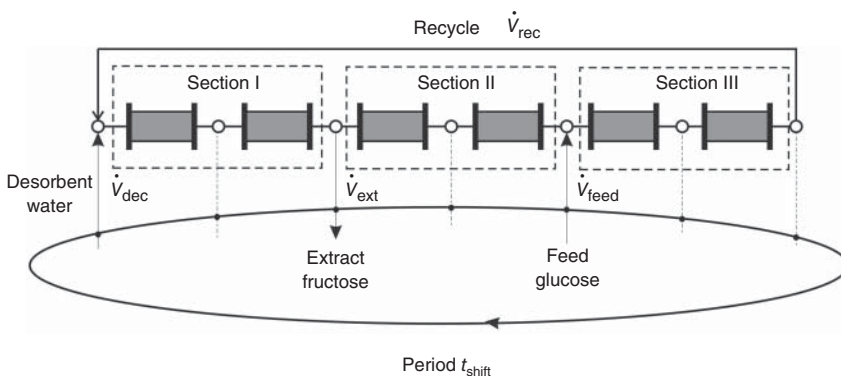 Recycle V̇rec
Section I
Section II
Section III
Desorbent
water
V̇dec
V̇ext
V̇feed
Extract
fructose
Feed
glucose
Period tshift